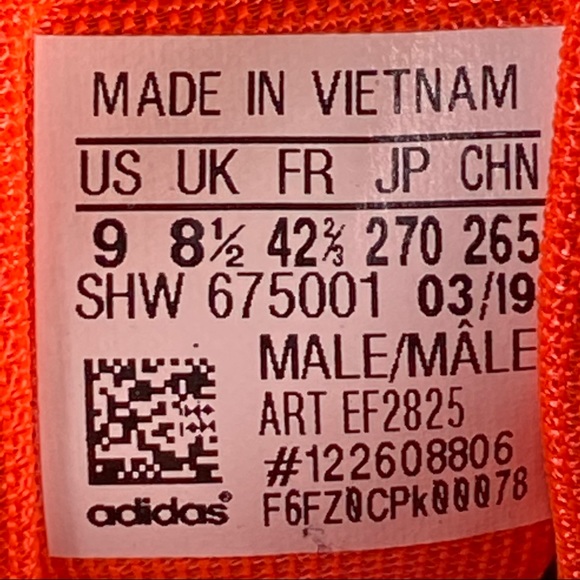 MADE IN VIETNAM
US UK FR JP CHN
9 8½ 42⅔ 270 265
SHW 675001 03/19
MALE/MÂLE
ART EF2825
#122608806
F6FZ0CPk00078
adidas®